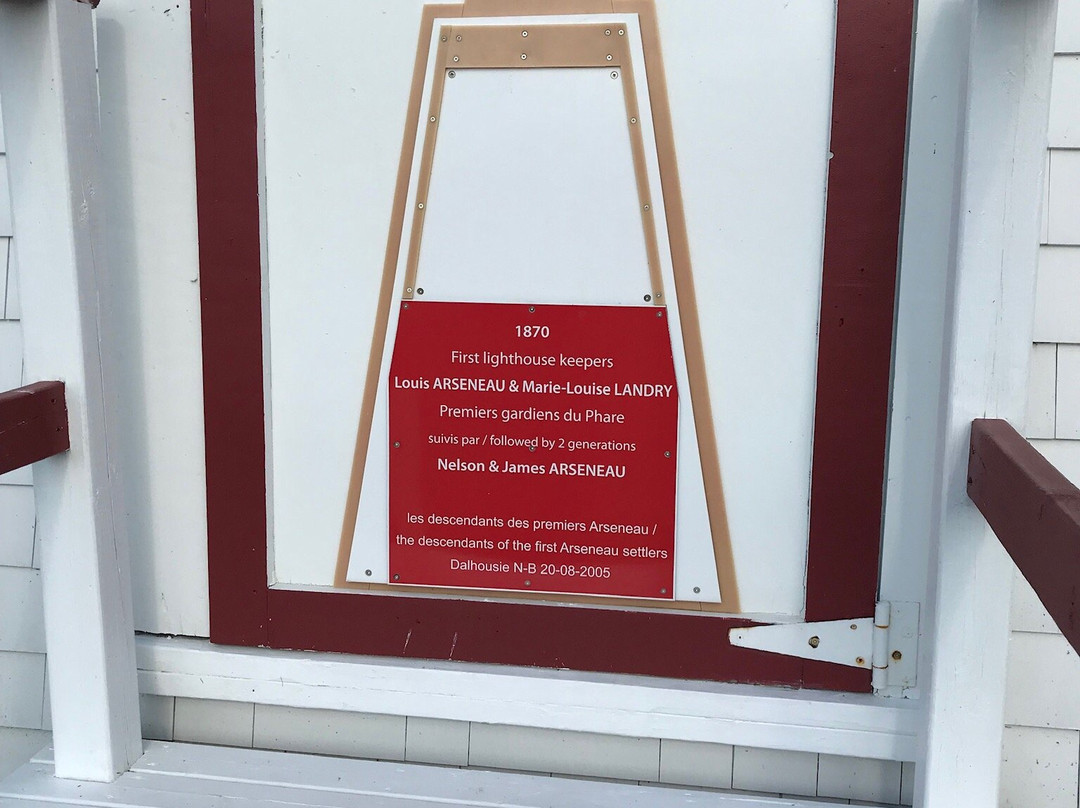 1870
First lighthouse keepers
Louis ARSENEAU & Marie-Louise LANDRY
Premiers gardiens du Phare
suivis par / followed by 2 generations
Nelson & James ARSENEAU
les descendants des premiers Arseneau /
the descendants of the first Arseneau settlers
Dalhousie N-B 20-08-2005